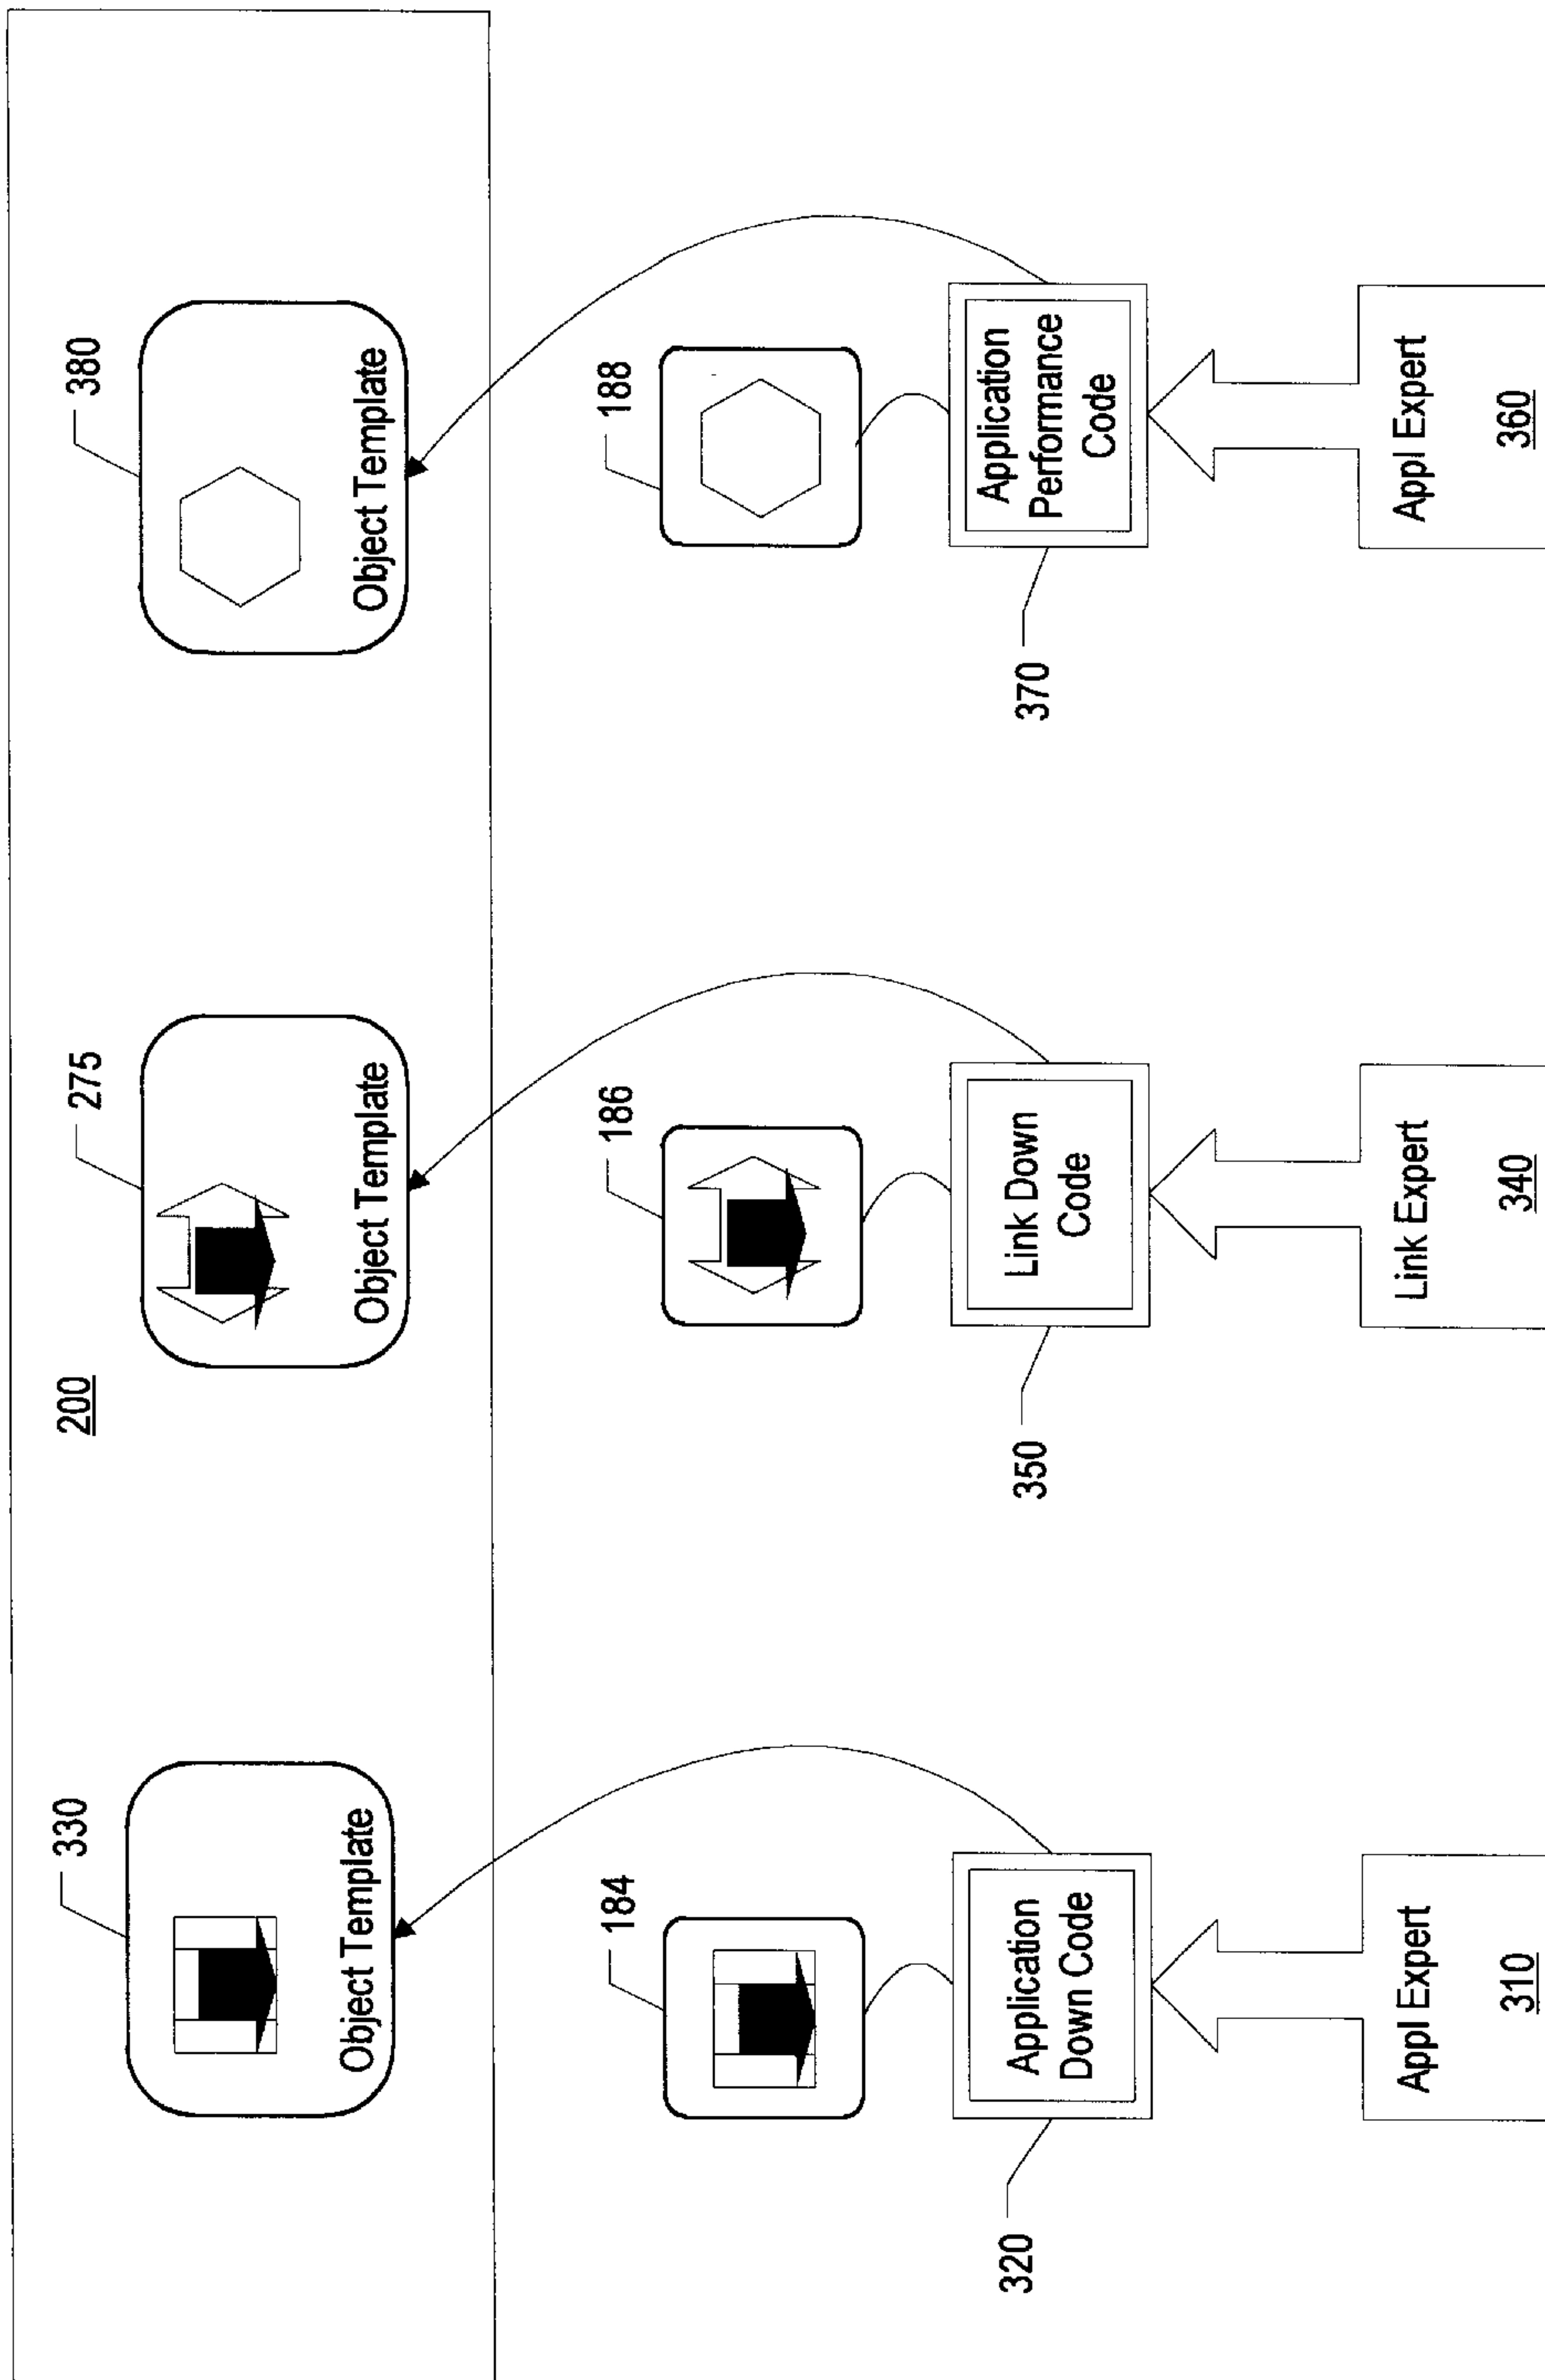 200
330
Object Template
275
Object Template
380
Object Template
184
186
188
320
Application
Down Code
350
Link Down
Code
370
Application
Performance
Code
Appl Expert
310
Link Expert
340
Appl Expert
360